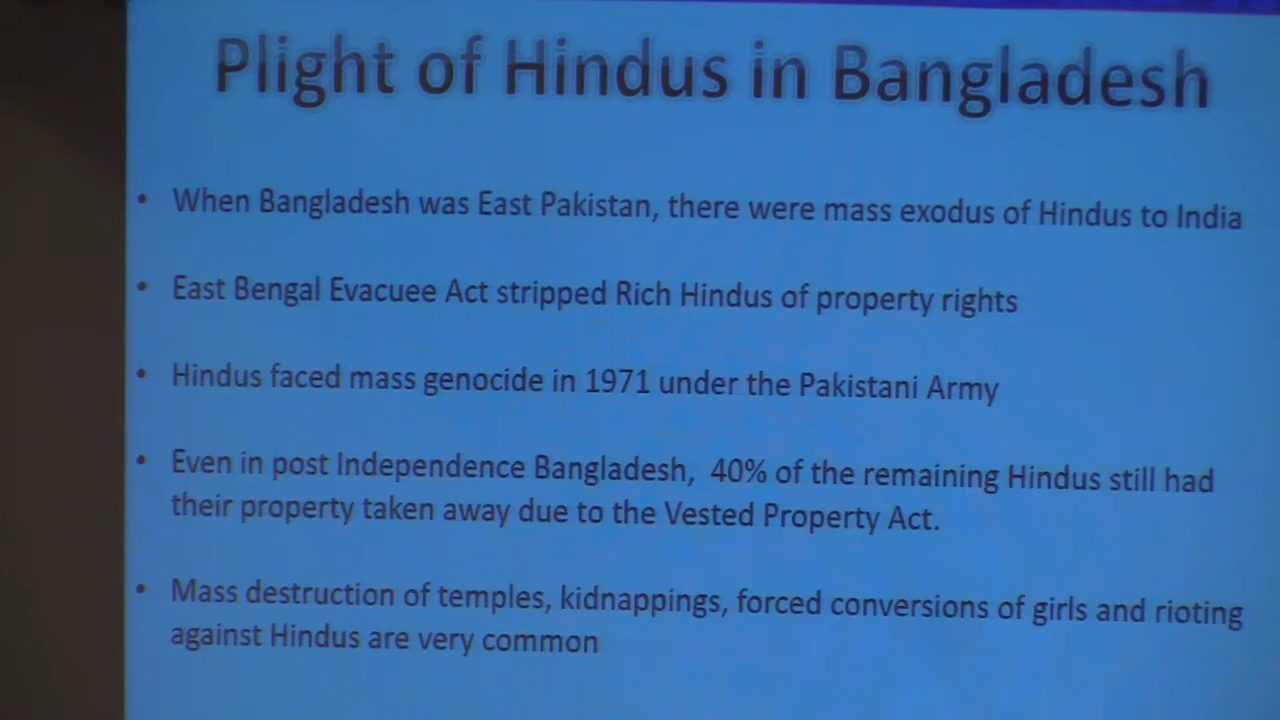 Plight of Hindus in Bangladesh
• When Bangladesh was East Pakistan, there were mass exodus of Hindus to India
• East Bengal Evacuee Act stripped Rich Hindus of property rights
• Hindus faced mass genocide in 1971 under the Pakistani Army
• Even in post Independence Bangladesh, 40% of the remaining Hindus still had
their property taken away due to the Vested Property Act.
• Mass destruction of temples, kidnappings, forced conversions of girls and rioting
against Hindus are very common